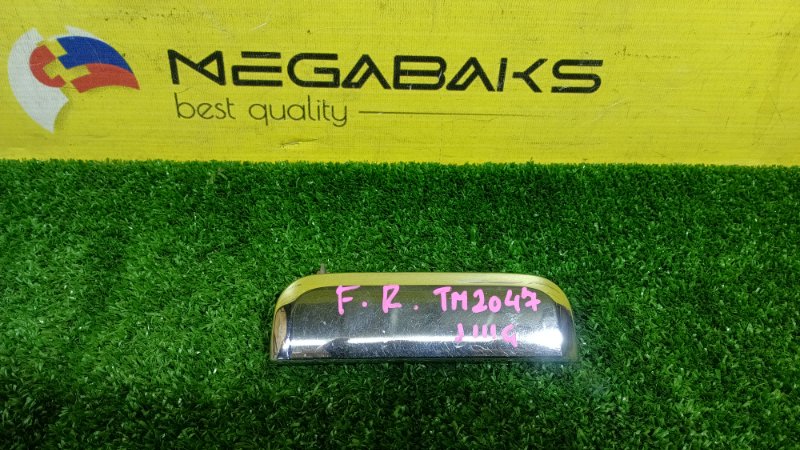 MEGABAKS
best quality
F. R. TM2047